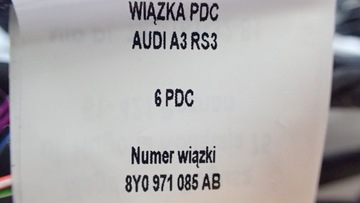 WIĄZKA PDC
AUDI A3 RS3
6 PDC
Numer wiązki
8Y0 971 085 AB